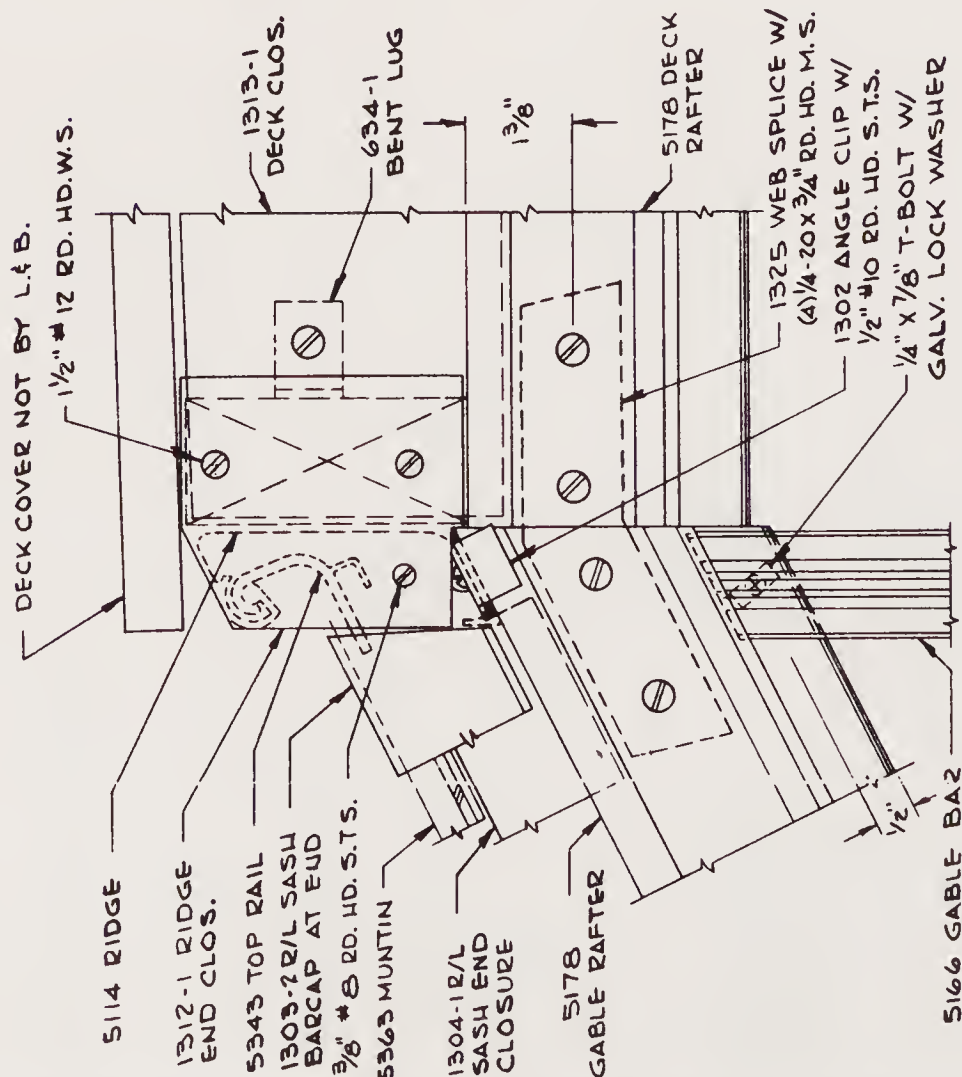 DECK COVER NOT BY L.& B.
1½" #12 RD. HD. W.S.
1313-1
DECK CLOS.
634-1
BENT LUG
1⅜"
5178 DECK
RAFTER
1325 WEB SPLICE W/
(4) ¼-20 X ¾" RD. HD. M.S.
1302 ANGLE CLIP W/
½" #10 RD. HD. S.T.S.
¼" X ⅞" T-BOLT W/
GALV. LOCK WASHER
5114 RIDGE
1312-1 RIDGE
END CLOS.
5343 TOP RAIL
1303-2 R/L SASH
BARCAP AT END
⅜" #8 RD. HD. S.T.S.
5363 MUNTIN
1304-1 R/L
SASH END
CLOSURE
5178
GABLE RAFTER
½"
5166 GABLE BAR